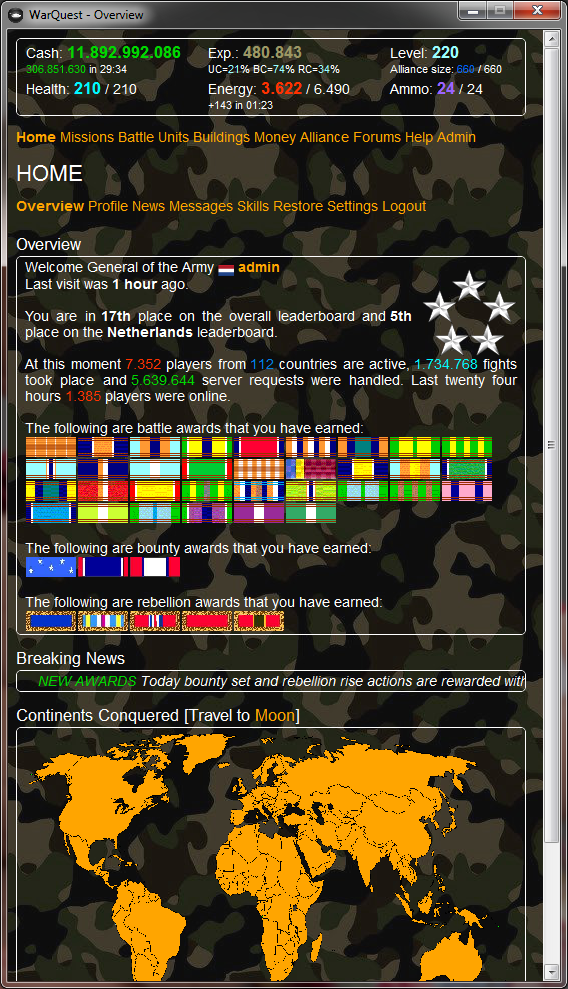 WarQuest - Overview
Cash: 11.892.992.086 Exp.: 480.843 Level: 220
306.851.630 in 29:34 UC=21% BC=74% RC=34% Alliance size: 660 / 660
Health: 210 / 210 Energy: 3.622 / 6.490 Ammo: 24 / 24
+143 in 01:23
Home Missions Battle Units Buildings Money Alliance Forums Help Admin
HOME
Overview Profile News Messages Skills Restore Settings Logout
Overview
Welcome General of the Army admin
Last visit was 1 hour ago.
You are in 17th place on the overall leaderboard and 5th
place on the Netherlands leaderboard.
At this moment 7.352 players from 112 countries are active, 1.734.768 fights
took place and 5.639.644 server requests were handled. Last twenty four
hours 1.385 players were online.
The following are battle awards that you have earned:
The following are bounty awards that you have earned:
The following are rebellion awards that you have earned:
Breaking News
NEW AWARDS Today bounty set and rebellion rise actions are rewarded with
Continents Conquered [Travel to Moon]